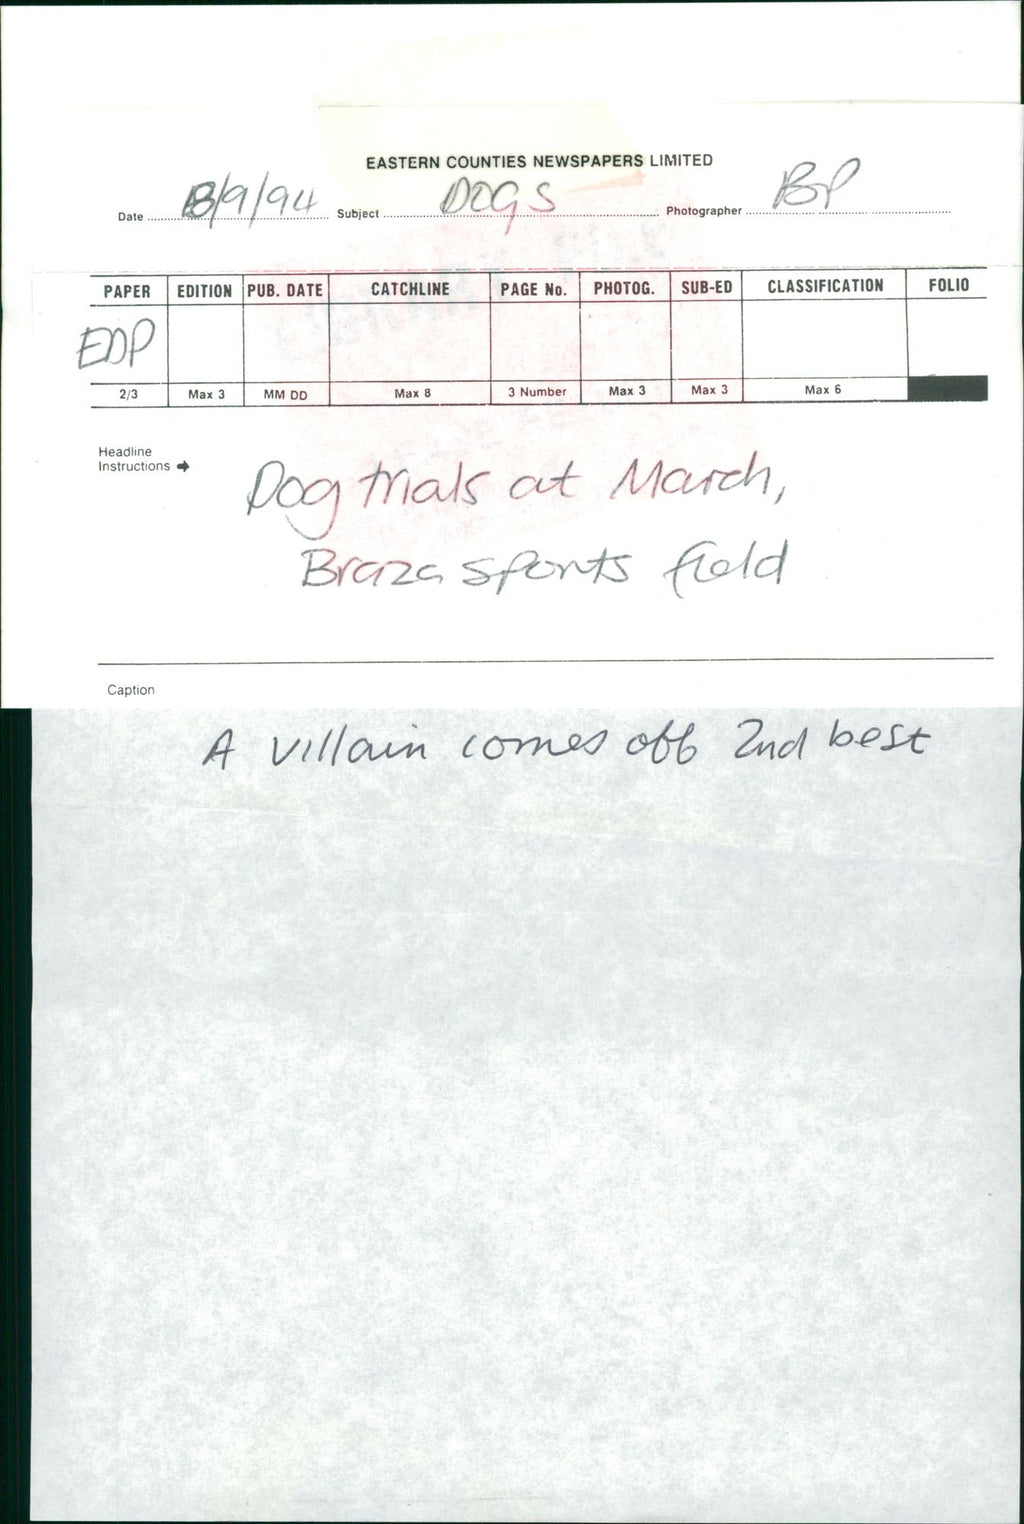 EASTERN COUNTIES NEWSPAPERS LIMITED
Date 8/9/94 Subject DOGS Photographer BP
PAPER EDITION PUB. DATE CATCHLINE PAGE No. PHOTOG. SUB-ED CLASSIFICATION FOLIO
EDP
2/3 Max 3 MM DD Max 8 3 Number Max 3 Max 3 Max 6
Headline
Instructions
Dog trials at March,
Braza sports field
Caption
A villain comes off 2nd best